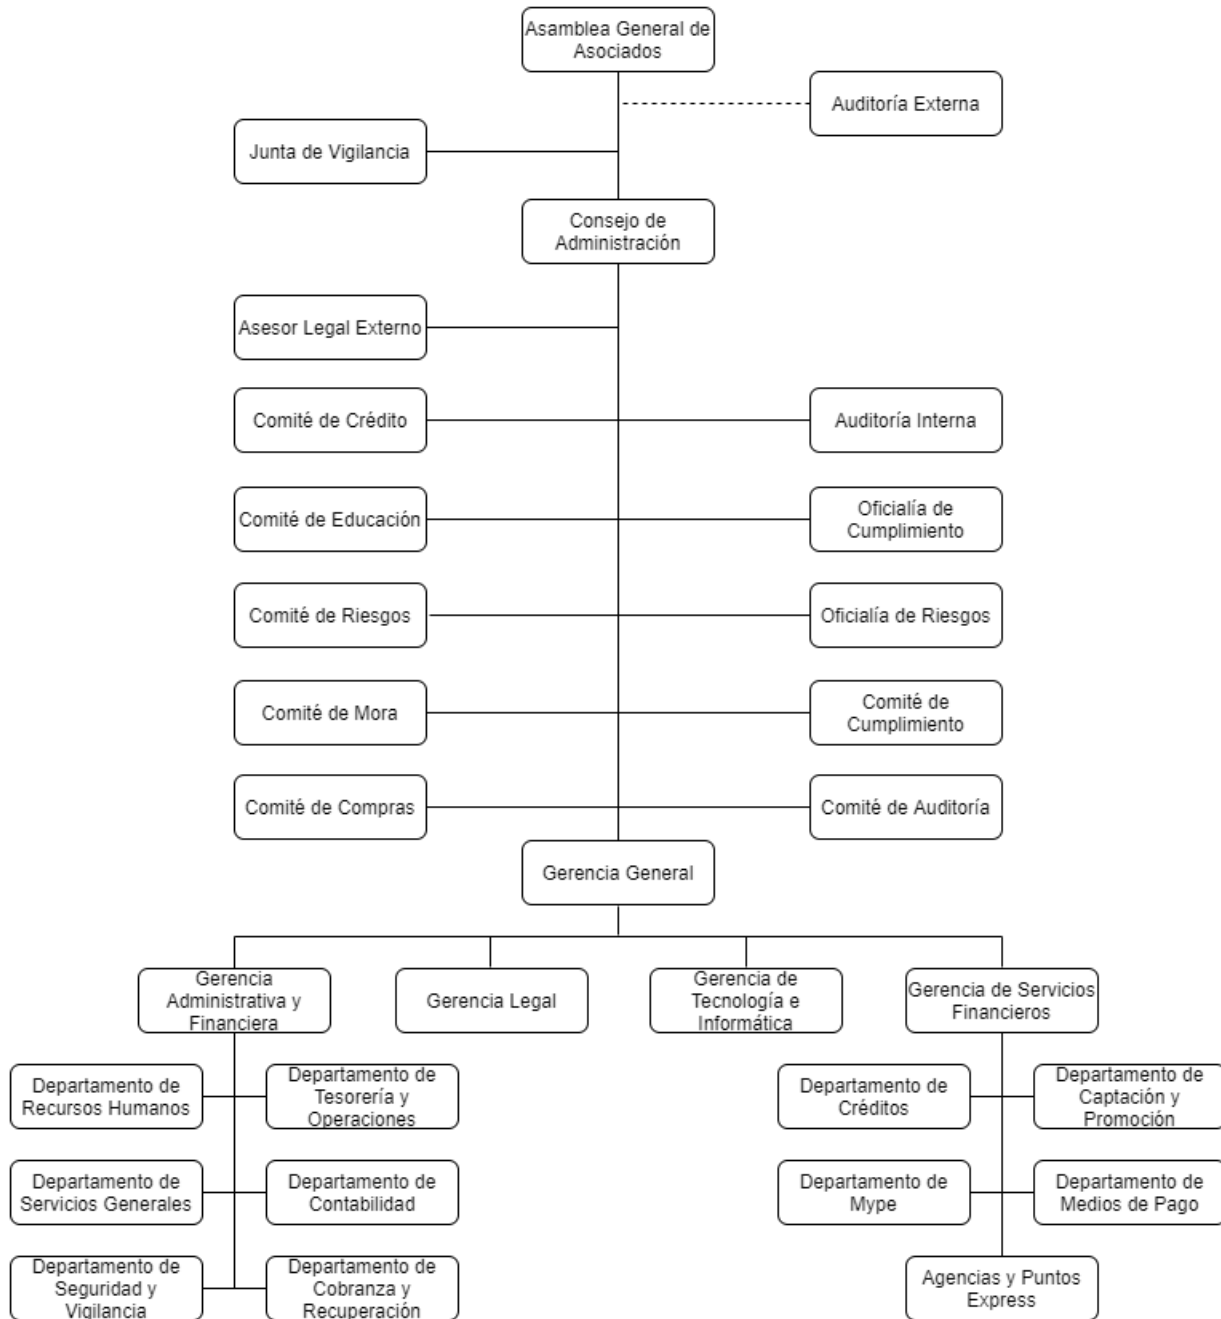 Asamblea General de
Asociados
Auditoría Externa
Junta de Vigilancia
Consejo de
Administración
Asesor Legal Externo
Comité de Crédito
Auditoría Interna
Comité de Educación
Oficialía de
Cumplimiento
Comité de Riesgos
Oficialía de Riesgos
Comité de Mora
Comité de
Cumplimiento
Comité de Compras
Comité de Auditoría
Gerencia General
Gerencia
Administrativa y
Financiera
Gerencia Legal
Gerencia de
Tecnología e
Informática
Gerencia de Servicios
Financieros
Departamento de
Recursos Humanos
Departamento de
Tesorería y
Operaciones
Departamento de
Créditos
Departamento de
Captación y
Promoción
Departamento de
Servicios Generales
Departamento de
Contabilidad
Departamento de
Mype
Departamento de
Medios de Pago
Departamento de
Seguridad y
Vigilancia
Departamento de
Cobranza y
Recuperación
Agencias y Puntos
Express